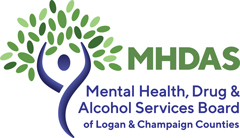 MHDAS
Mental Health, Drug &
Alcohol Services Board
of Logan & Champaign Counties